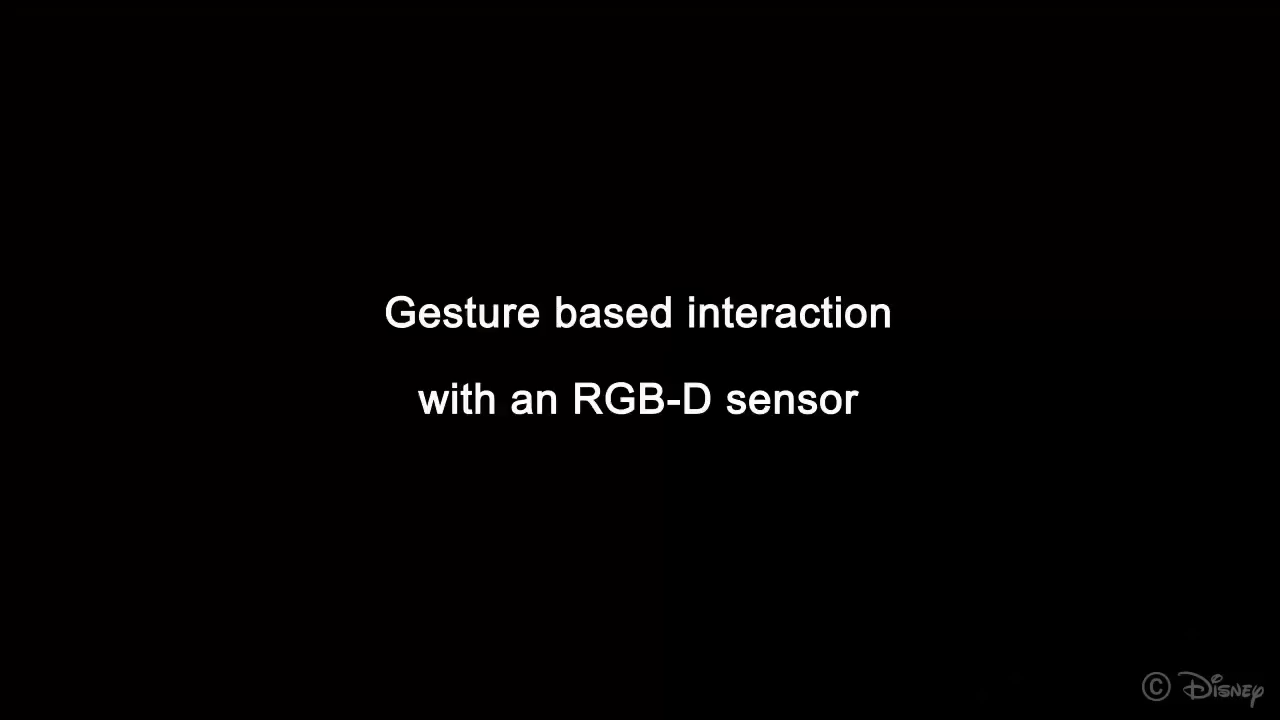 Gesture based interaction
with an RGB-D sensor
© Disney